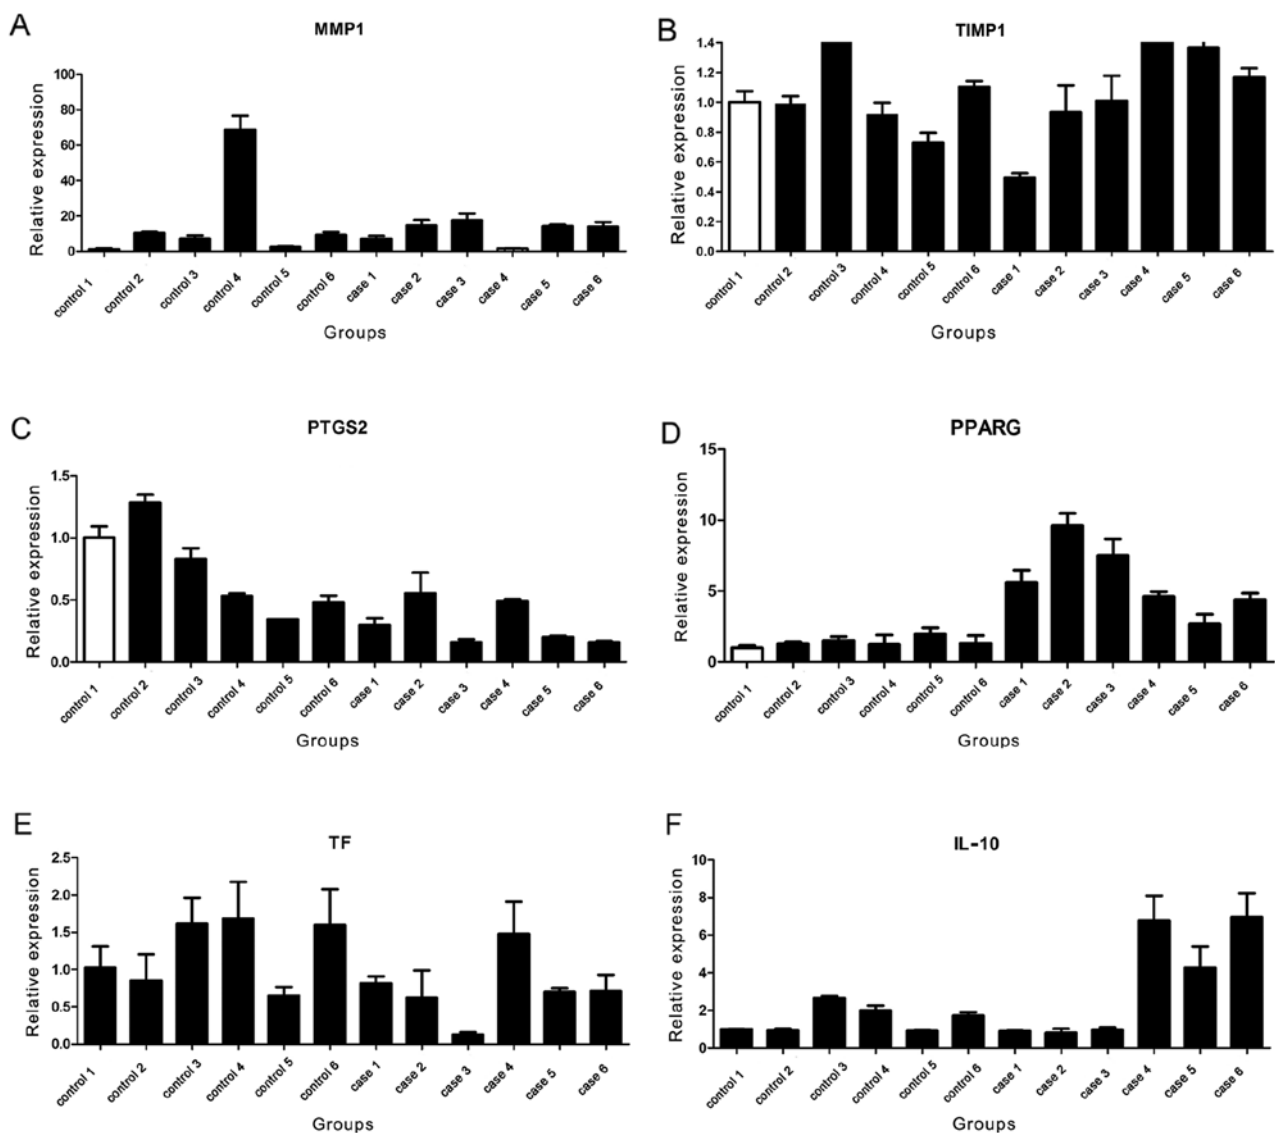 A
MMP1
Relative expression
100
80
60
40
20
0
control 1
control 2
control 3
control 4
control 5
control 6
case 1
case 2
case 3
case 4
case 5
case 6
Groups
B
TIMP1
Relative expression
1.4
1.2
1.0
0.8
0.6
0.4
0.2
0.0
control 1
control 2
control 3
control 4
control 5
control 6
case 1
case 2
case 3
case 4
case 5
case 6
Groups
C
PTGS2
Relative expression
1.5
1.0
0.5
0.0
control 1
control 2
control 3
control 4
control 5
control 6
case 1
case 2
case 3
case 4
case 5
case 6
Groups
D
PPARG
Relative expression
15
10
5
0
control 1
control 2
control 3
control 4
control 5
control 6
case 1
case 2
case 3
case 4
case 5
case 6
Groups
E
TF
Relative expression
2.5
2.0
1.5
1.0
0.5
0.0
control 1
control 2
control 3
control 4
control 5
control 6
case 1
case 2
case 3
case 4
case 5
case 6
Groups
F
IL-10
Relative expression
10
8
6
4
2
0
control 1
control 2
control 3
control 4
control 5
control 6
case 1
case 2
case 3
case 4
case 5
case 6
Groups